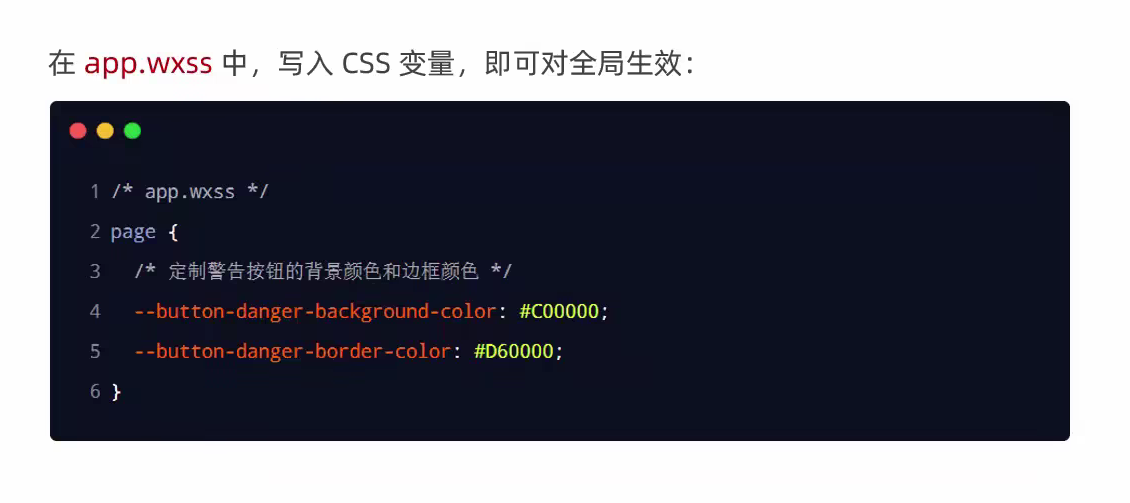 在 app.wxss 中，写入 CSS 变量，即可对全局生效：
1 /* app.wxss */
2 page {
3 /* 定制警告按钮的背景颜色和边框颜色 */
4 --button-danger-background-color: #C00000;
5 --button-danger-border-color: #D60000;
6 }